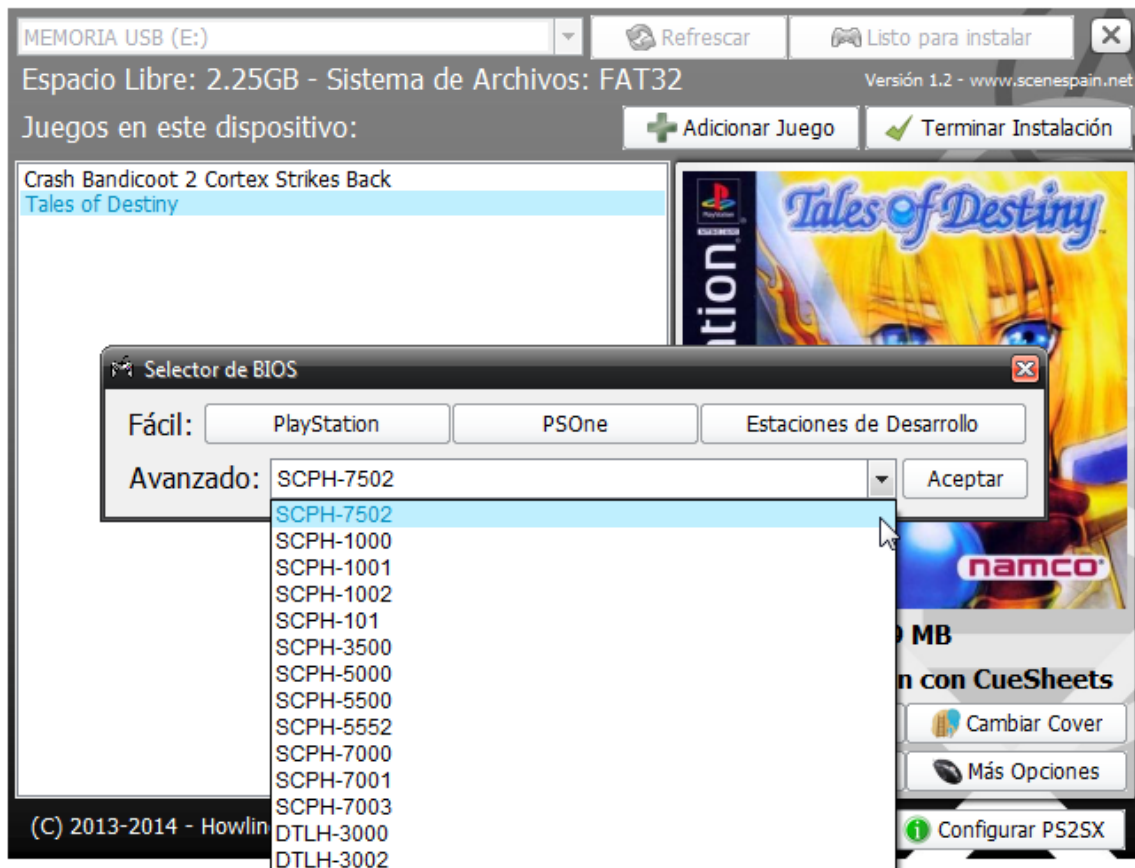 MEMORIA USB (E:)
Refrescar
Listo para instalar
Espacio Libre: 2.25GB - Sistema de Archivos: FAT32
Versión 1.2 - www.scenespain.net
Juegos en este dispositivo:
Adicionar Juego
Terminar Instalación
Crash Bandicoot 2 Cortex Strikes Back
Tales of Destiny
PlayStation
Tales of Destiny
tion
Selector de BIOS
Fácil:
PlayStation
PSOne
Estaciones de Desarrollo
Avanzado:
SCPH-7502
Aceptar
SCPH-7502
SCPH-1000
SCPH-1001
SCPH-1002
SCPH-101
SCPH-3500
SCPH-5000
SCPH-5500
SCPH-5552
SCPH-7000
SCPH-7001
SCPH-7003
DTLH-3000
DTLH-3002
namco
MB
n con CueSheets
Cambiar Cover
Más Opciones
(C) 2013-2014 - Howlin
Configurar PS2SX